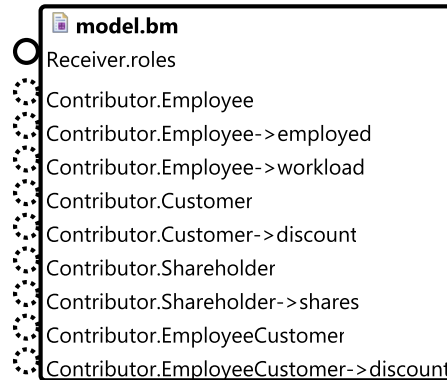 model.bm
Receiver.roles
Contributor.Employee
Contributor.Employee->employed
Contributor.Employee->workload
Contributor.Customer
Contributor.Customer->discount
Contributor.Shareholder
Contributor.Shareholder->shares
Contributor.EmployeeCustomer
Contributor.EmployeeCustomer->discount